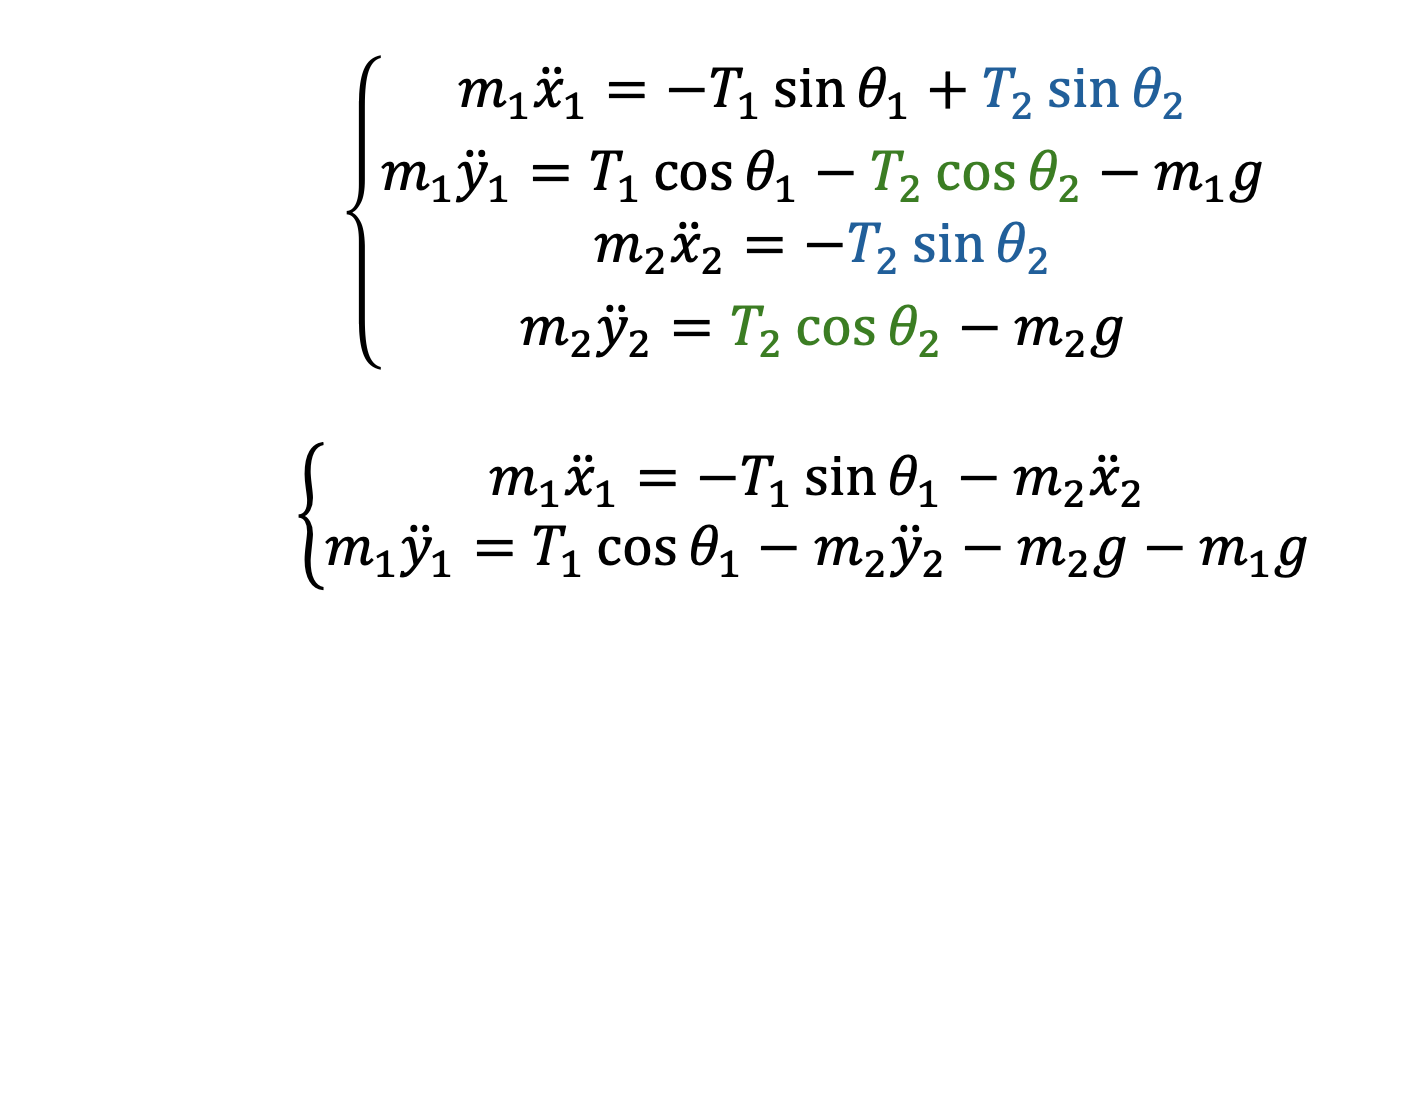 m₁ẍ₁ = −T₁ sin θ₁ + T₂ sin θ₂
m₁ÿ₁ = T₁ cos θ₁ − T₂ cos θ₂ − m₁g
m₂ẍ₂ = −T₂ sin θ₂
m₂ÿ₂ = T₂ cos θ₂ − m₂g
m₁ẍ₁ = −T₁ sin θ₁ − m₂ẍ₂
m₁ÿ₁ = T₁ cos θ₁ − m₂ÿ₂ − m₂g − m₁g